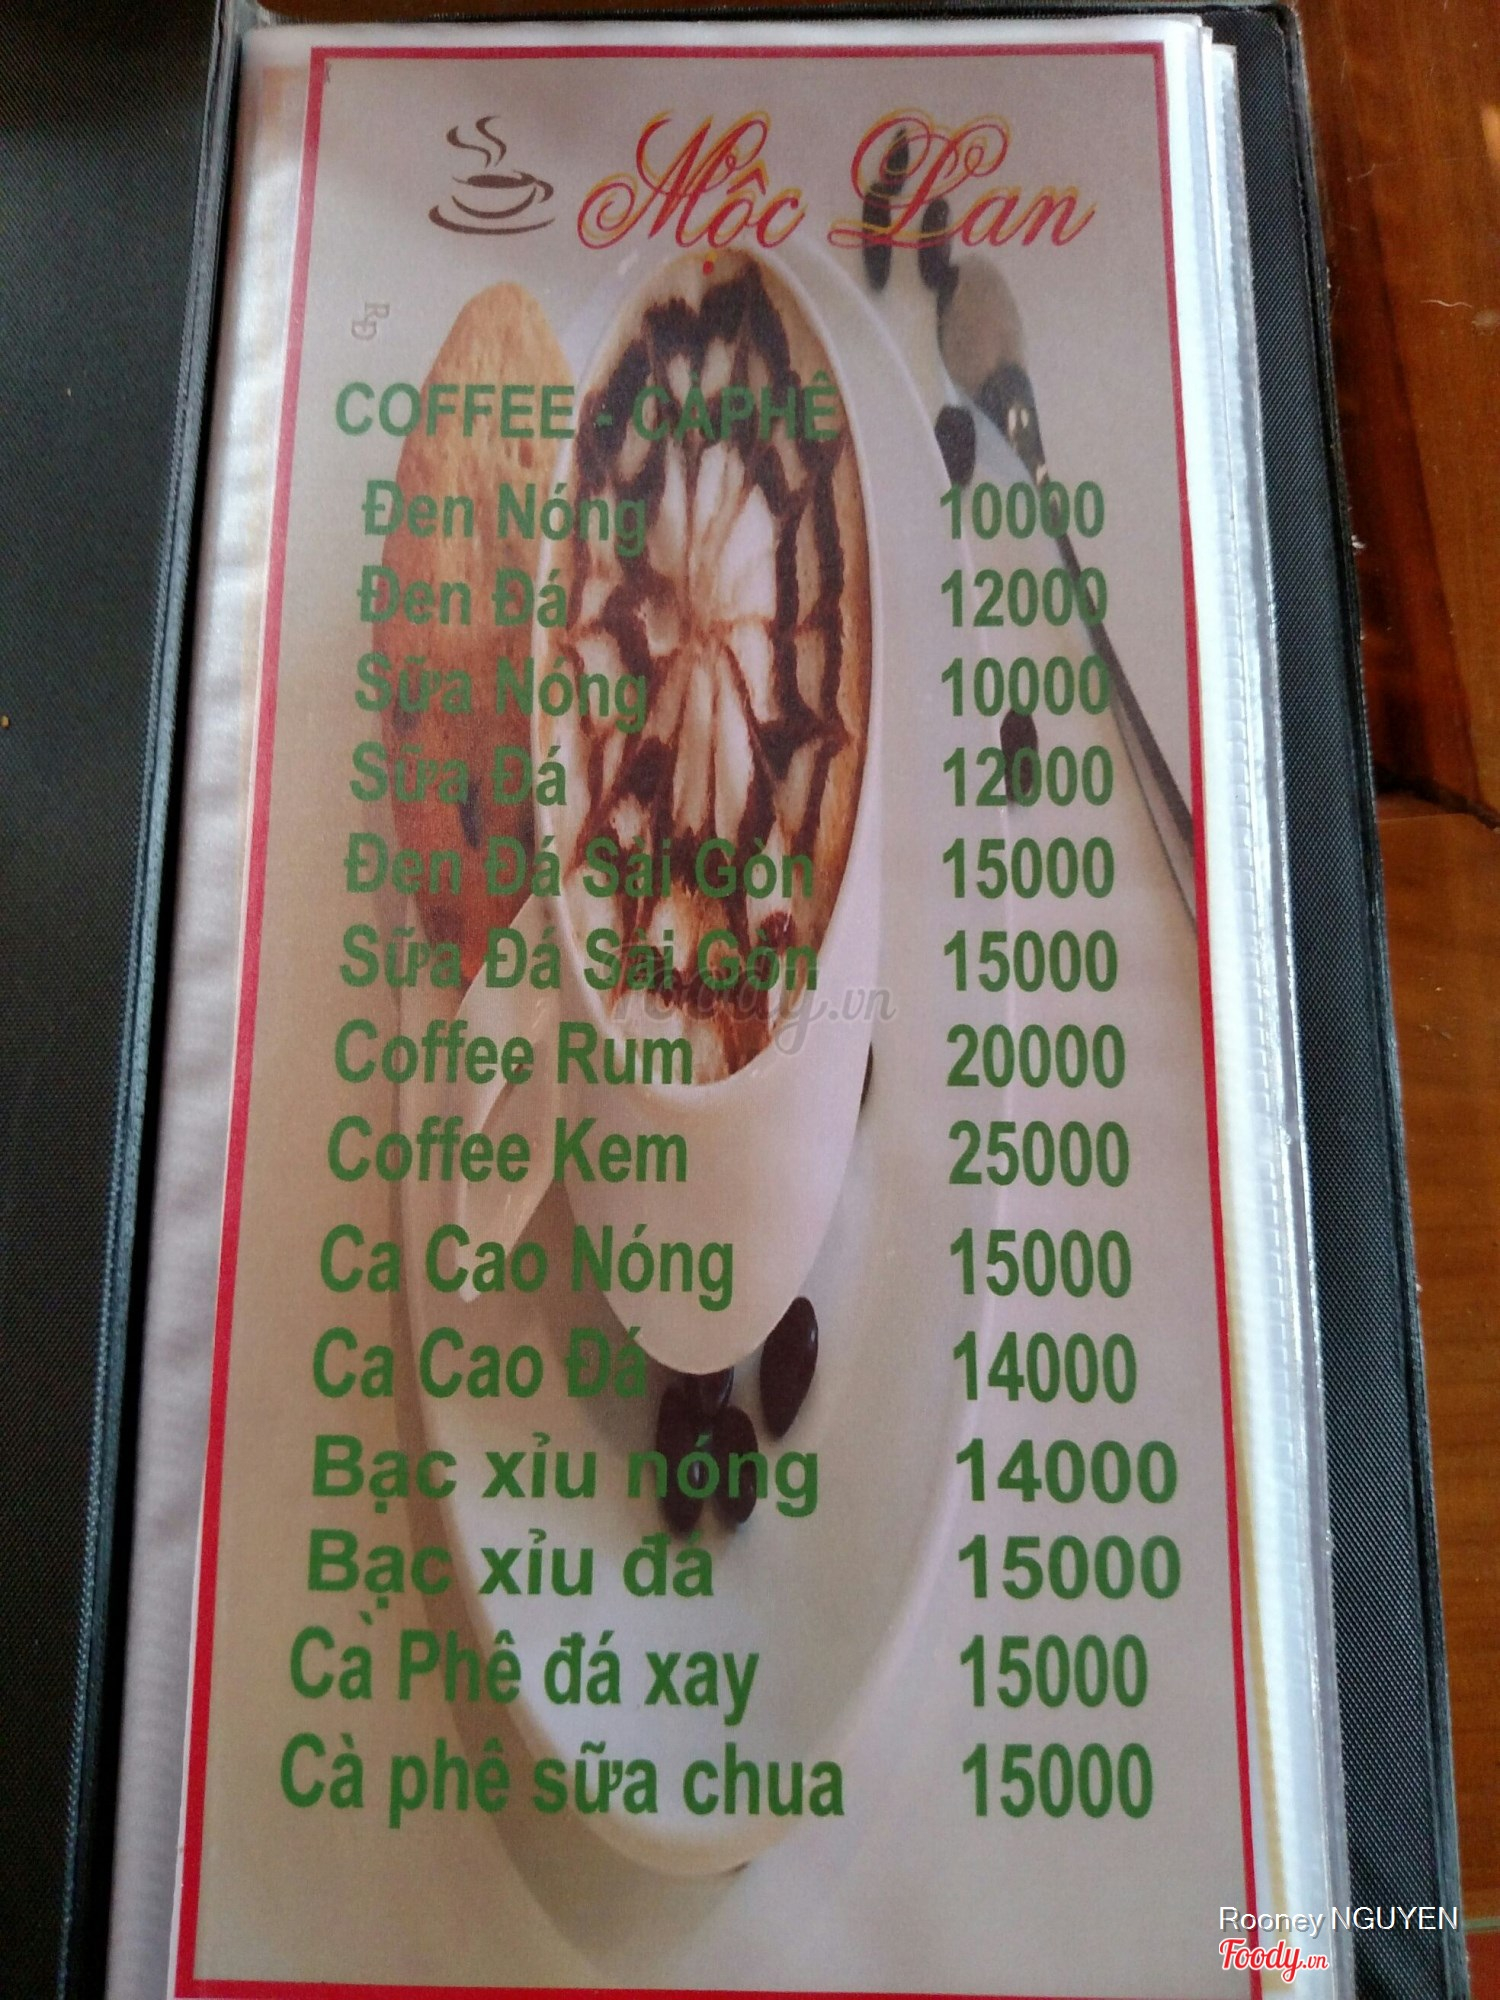 Mộc Lan
COFFEE - CÀPHÊ
Đen Nóng 10000
Đen Đá 12000
Sữa Nóng 10000
Sữa Đá 12000
Đen Đá Sài Gòn 15000
Sữa Đá Sài Gòn 15000
Coffee Rum 20000
Coffee Kem 25000
Ca Cao Nóng 15000
Ca Cao Đá 14000
Bạc xỉu nóng 14000
Bạc xỉu đá 15000
Cà Phê đá xay 15000
Cà phê sữa chua 15000
foody.vn
Rooney NGUYEN
Foody.vn